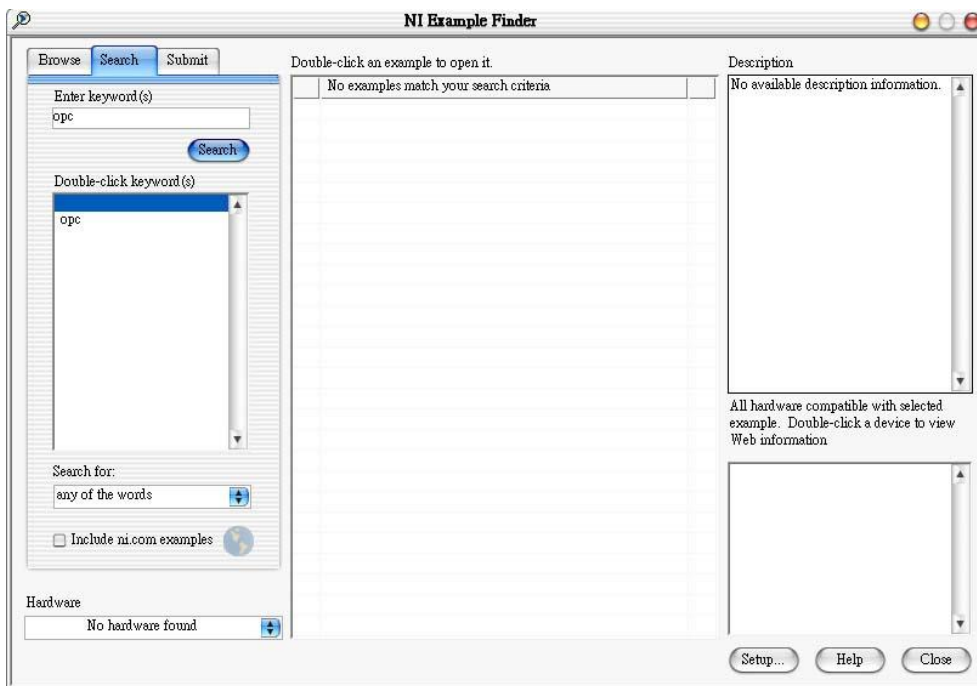 NI Example Finder
Browse
Search
Submit
Enter keyword(s)
opc
Search
Double-click keyword(s)
opc
Search for:
any of the words
Include ni.com examples
Hardware
No hardware found
Double-click an example to open it.
No examples match your search criteria
Description
No available description information.
All hardware compatible with selected
example. Double-click a device to view
Web information
Setup...
Help
Close